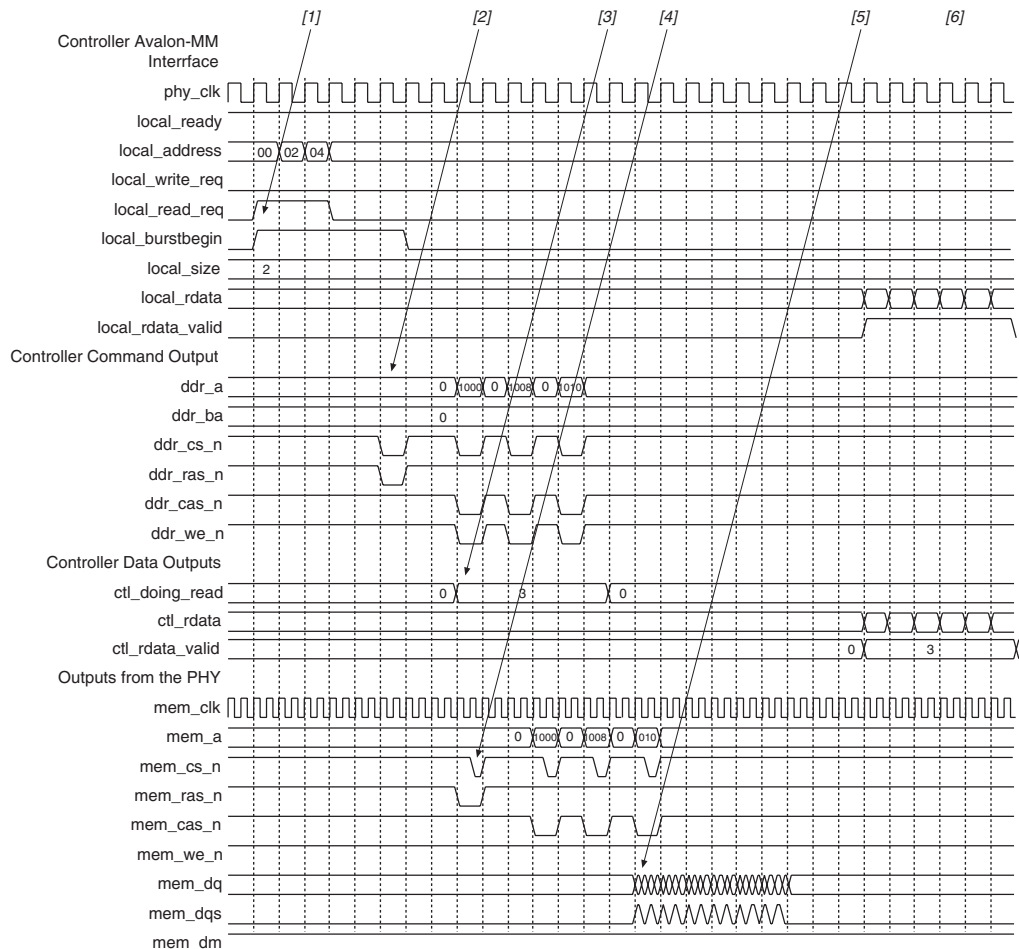 [1] [2] [3] [4] [5] [6]
Controller Avalon-MM
Interrface
phy_clk
local_ready
local_address 00 02 04
local_write_req
local_read_req
local_burstbegin
local_size 2
local_rdata
local_rdata_valid
Controller Command Output
ddr_a 0 1000 0 1008 0 1010
ddr_ba 0
ddr_cs_n
ddr_ras_n
ddr_cas_n
ddr_we_n
Controller Data Outputs
ctl_doing_read 0 3 0
ctl_rdata
ctl_rdata_valid 0 3
Outputs from the PHY
mem_clk
mem_a 0 1000 0 1008 0 010
mem_cs_n
mem_ras_n
mem_cas_n
mem_we_n
mem_dq
mem_dqs
mem_dm